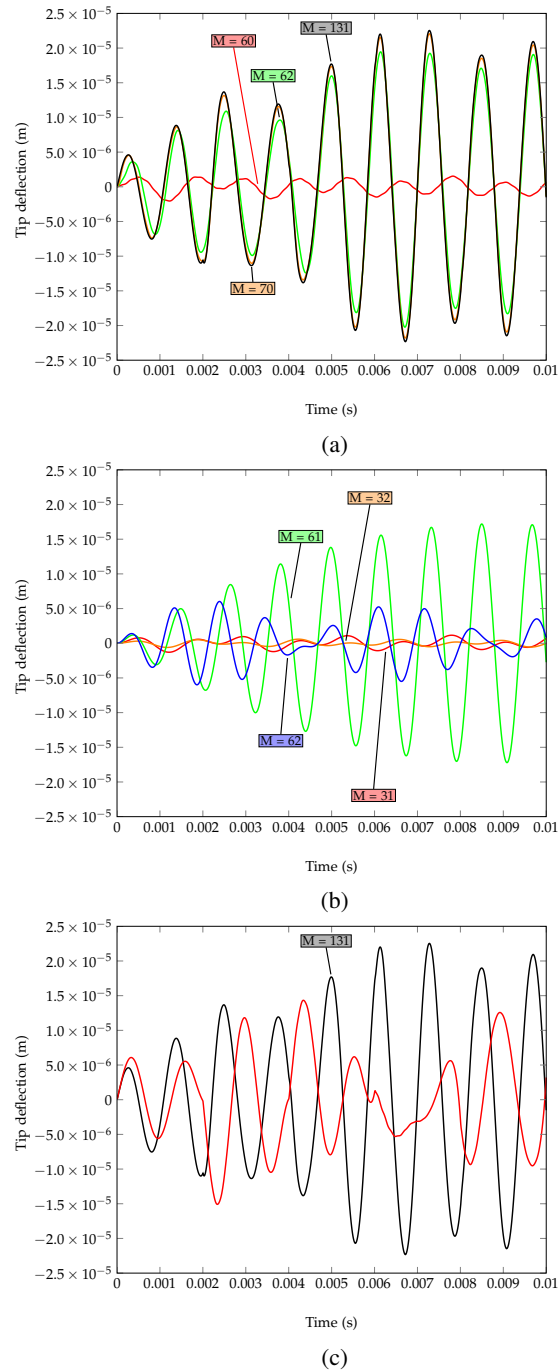 2.5 × 10⁻⁵
2.0 × 10⁻⁵
1.5 × 10⁻⁵
1.0 × 10⁻⁵
5.0 × 10⁻⁶
0
−5.0 × 10⁻⁶
−1.0 × 10⁻⁵
−1.5 × 10⁻⁵
−2.0 × 10⁻⁵
−2.5 × 10⁻⁵
Tip deflection (m)
M = 60
M = 131
M = 62
M = 70
0 0.001 0.002 0.003 0.004 0.005 0.006 0.007 0.008 0.009 0.01
Time (s)
(a)
2.5 × 10⁻⁵
2.0 × 10⁻⁵
1.5 × 10⁻⁵
1.0 × 10⁻⁵
5.0 × 10⁻⁶
0
−5.0 × 10⁻⁶
−1.0 × 10⁻⁵
−1.5 × 10⁻⁵
−2.0 × 10⁻⁵
−2.5 × 10⁻⁵
Tip deflection (m)
M = 32
M = 61
M = 62
M = 31
0 0.001 0.002 0.003 0.004 0.005 0.006 0.007 0.008 0.009 0.01
Time (s)
(b)
2.5 × 10⁻⁵
2.0 × 10⁻⁵
1.5 × 10⁻⁵
1.0 × 10⁻⁵
5.0 × 10⁻⁶
0
−5.0 × 10⁻⁶
−1.0 × 10⁻⁵
−1.5 × 10⁻⁵
−2.0 × 10⁻⁵
−2.5 × 10⁻⁵
Tip deflection (m)
M = 131
0 0.001 0.002 0.003 0.004 0.005 0.006 0.007 0.008 0.009 0.01
Time (s)
(c)